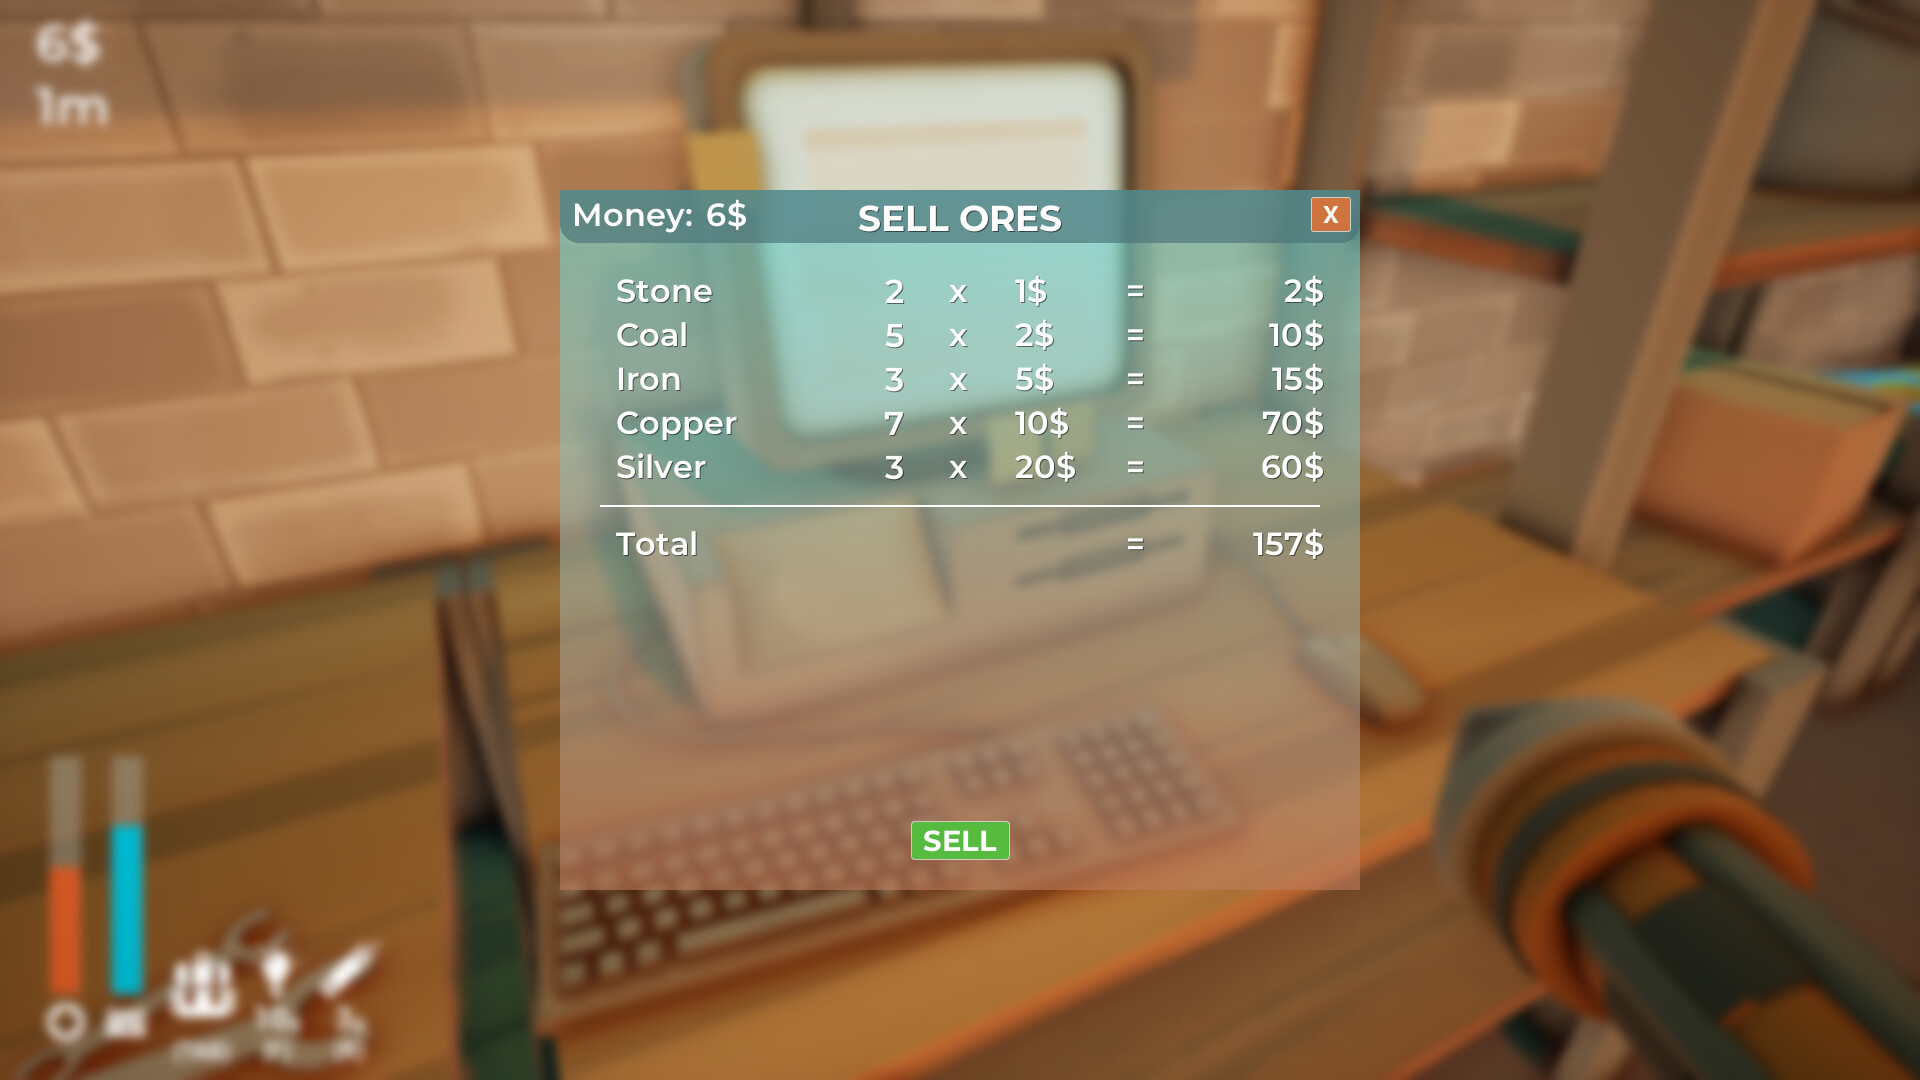 6$
1m
Money: 6$ SELL ORES X
Stone 2 x 1$ = 2$
Coal 5 x 2$ = 10$
Iron 3 x 5$ = 15$
Copper 7 x 10$ = 70$
Silver 3 x 20$ = 60$
Total = 157$
SELL